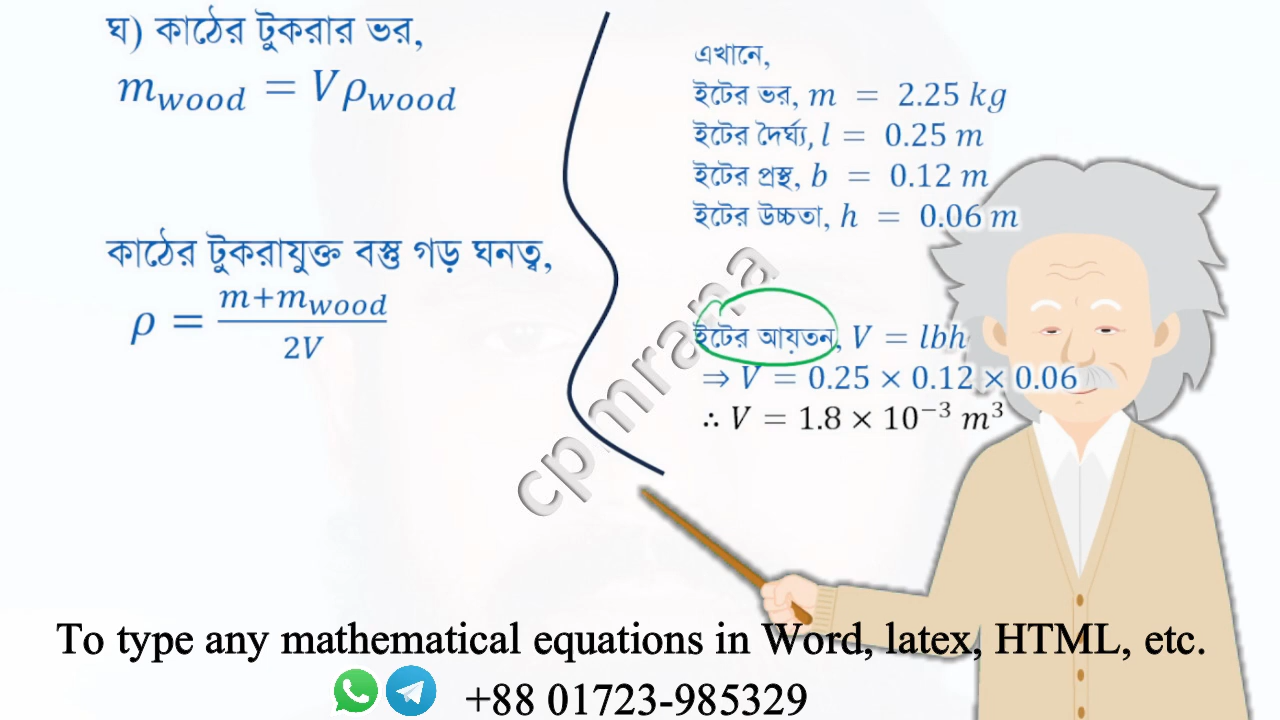 ঘ) কাঠের টুকরার ভর,
m_wood = Vρ_wood
কাঠের টুকরাযুক্ত বস্তু গড় ঘনত্ব,
ρ = (m+m_wood)/2V
এখানে,
ইটের ভর, m = 2.25 kg
ইটের দৈর্ঘ্য, l = 0.25 m
ইটের প্রস্থ, b = 0.12 m
ইটের উচ্চতা, h = 0.06 m
ইটের আয়তন, V = lbh
⇒ V = 0.25 × 0.12 × 0.06
∴ V = 1.8 × 10⁻³ m³
cpmrana
To type any mathematical equations in Word, latex, HTML, etc.
+88 01723-985329